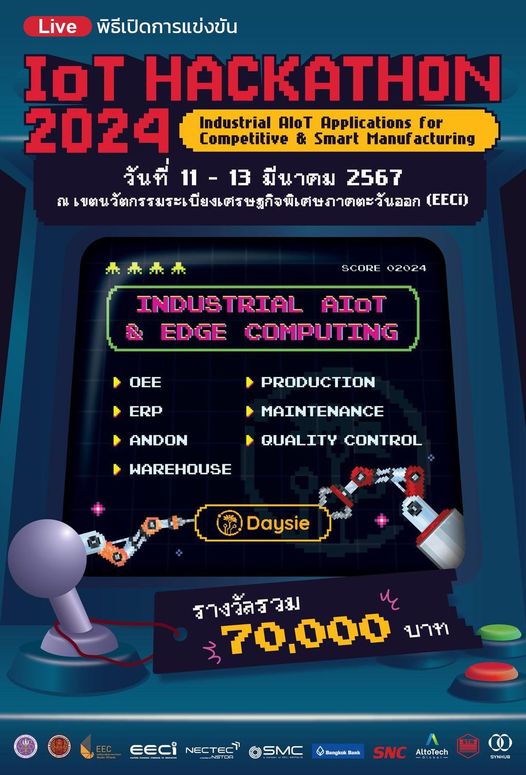 Live พิธีเปิดการแข่งขัน
IoT HACKATHON
2024
Industrial AIoT Applications for
Competitive & Smart Manufacturing
วันที่ 11 - 13 มีนาคม 2567
ณ เขตนวัตกรรมระเบียงเศรษฐกิจพิเศษภาคตะวันออก (EECi)
SCORE 02024
INDUSTRIAL AIoT
& EDGE COMPUTING
OEE
ERP
ANDON
WAREHOUSE
PRODUCTION
MAINTENANCE
QUALITY CONTROL
Daysie
รางวัลรวม
70,000 บาท
EEC
EECi
NECTEC
NSTDA
SMC
Bangkok Bank
SNC
AltoTech
Global
SYNHUB